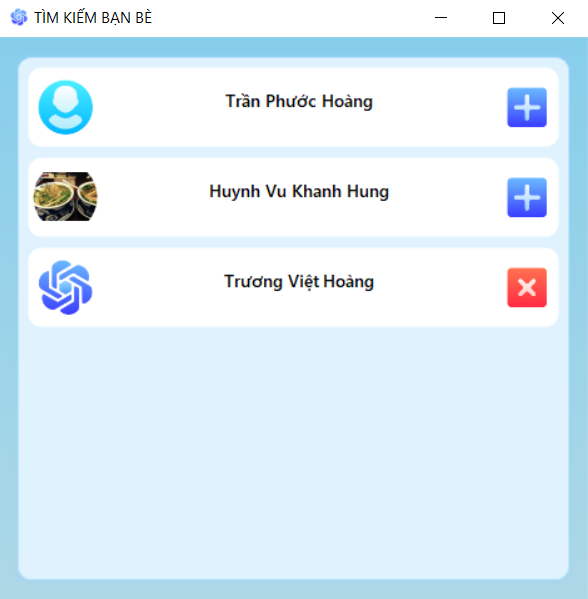 TÌM KIẾM BẠN BÈ
Trần Phước Hoàng
Huynh Vu Khanh Hung
Trương Việt Hoàng